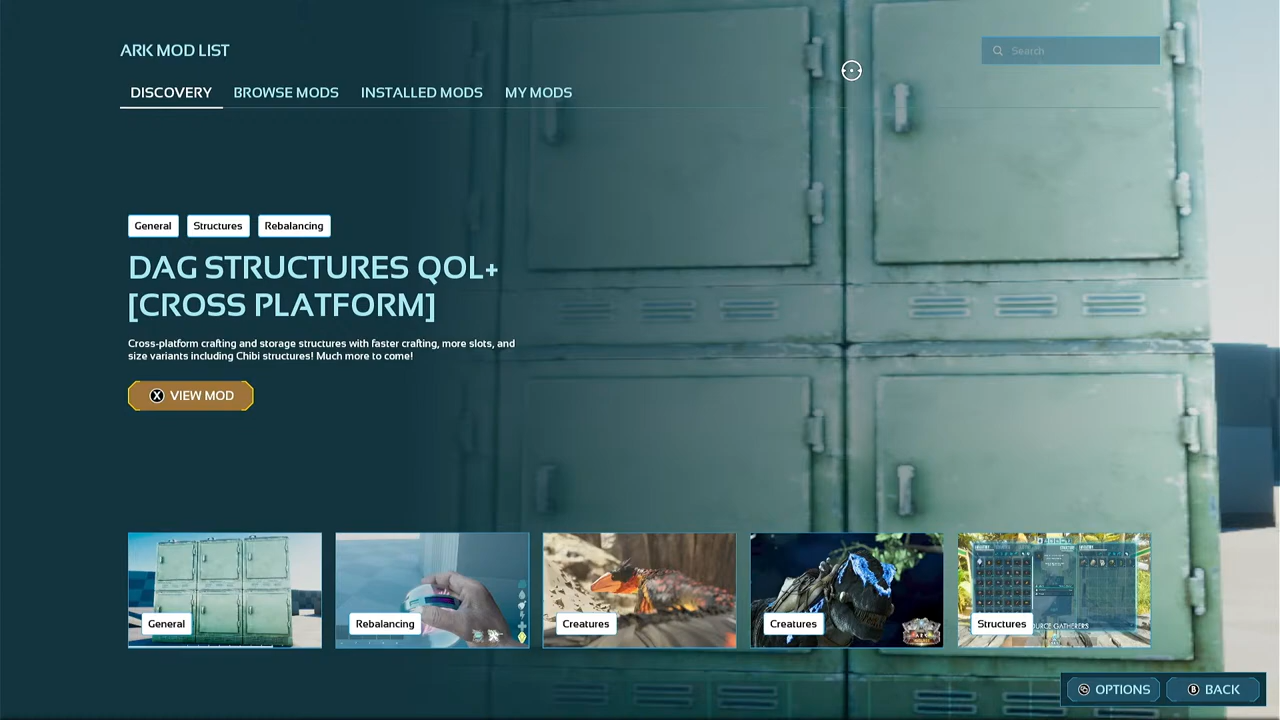 ARK MOD LIST
Search
DISCOVERY
BROWSE MODS
INSTALLED MODS
MY MODS
General
Structures
Rebalancing
DAG STRUCTURES QOL+
[CROSS PLATFORM]
Cross-platform crafting and storage structures with faster crafting, more slots, and
size variants including Chibi structures! Much more to come!
X VIEW MOD
General
Rebalancing
Creatures
Creatures
Structures
OPTIONS
B BACK